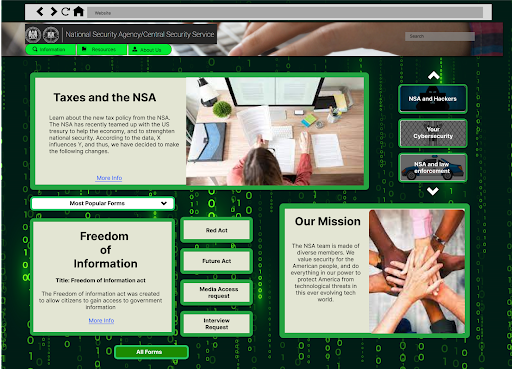 Welcome
National Security Agency/Central Security Service
Search
Information
Resources
About Us
Taxes and the NSA
Learn about the new tax policy from the NSA.
The NSA has recently teamed up with the US
tresury to help the economy, and to strenghten
national security. According to the data, X
influences Y, and thus, we have decided to make
the following changes.
More Info
NSA and Hackers
Your
Cybersecurity
NSA and law
enforcement
Most Popular Forms
Freedom
of
Information
Title: Freedom of Information act
The Freedom of Information act was created
to allow citizens to gain access to government
information
More Info
Red Act
Future Act
Media Access
request
Interview
Request
All Forms
Our Mission
The NSA team is made of
diverse members. We
value security for the
American people, and do
everything in our power to
protect America from
technological threats in
this ever evolving tech
world.